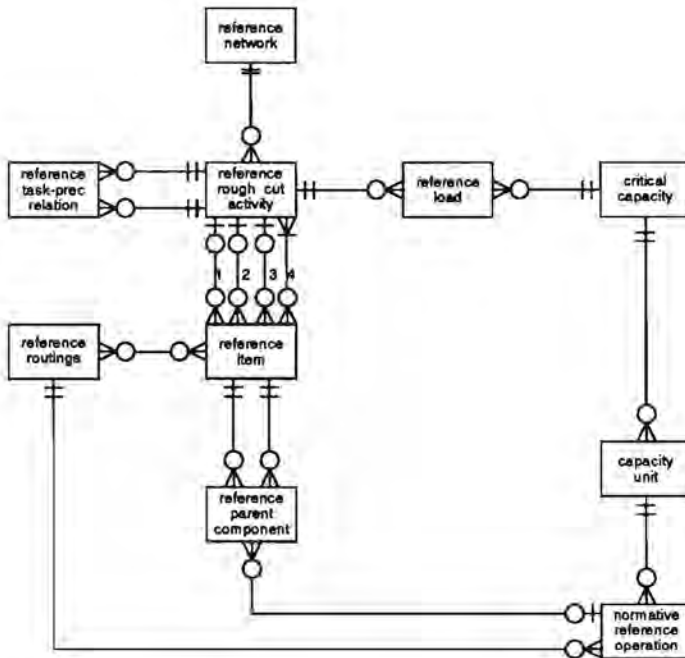 reference
network
reference
task-prec
relation
reference
rough cut
activity
reference
load
critical
capacity
1 2 3 4
reference
routings
reference
item
capacity
unit
reference
parent
component
normative
reference
operation